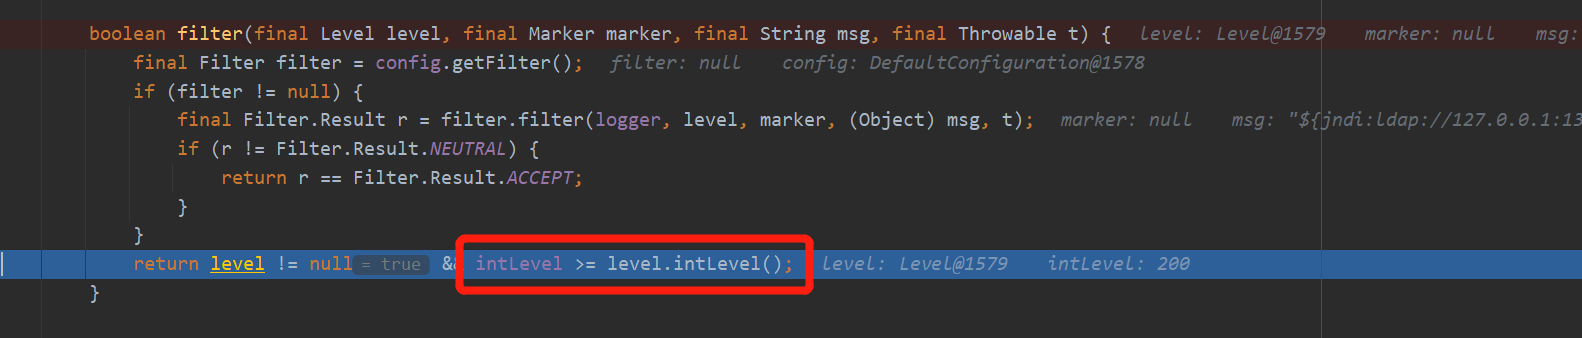 boolean filter(final Level level, final Marker marker, final String msg, final Throwable t) { level: Level@1579 marker: null msg:
final Filter filter = config.getFilter(); filter: null config: DefaultConfiguration@1578
if (filter != null) {
final Filter.Result r = filter.filter(logger, level, marker, (Object) msg, t); marker: null msg: "${jndi:ldap://127.0.0.1:13
if (r != Filter.Result.NEUTRAL) {
return r == Filter.Result.ACCEPT;
}
}
return level != null = true && intLevel >= level.intLevel(); level: Level@1579 intLevel: 200
}